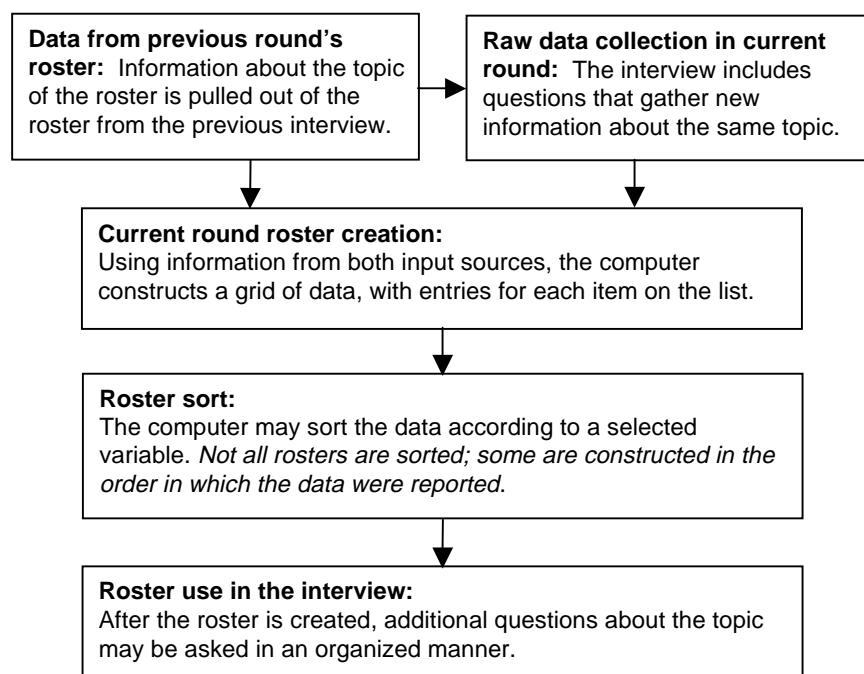 Data from previous round's
roster: Information about the topic
of the roster is pulled out of the
roster from the previous interview.
Raw data collection in current
round: The interview includes
questions that gather new
information about the same topic.
Current round roster creation:
Using information from both input sources, the computer
constructs a grid of data, with entries for each item on the list.
Roster sort:
The computer may sort the data according to a selected
variable. Not all rosters are sorted; some are constructed in the
order in which the data were reported.
Roster use in the interview:
After the roster is created, additional questions about the topic
may be asked in an organized manner.